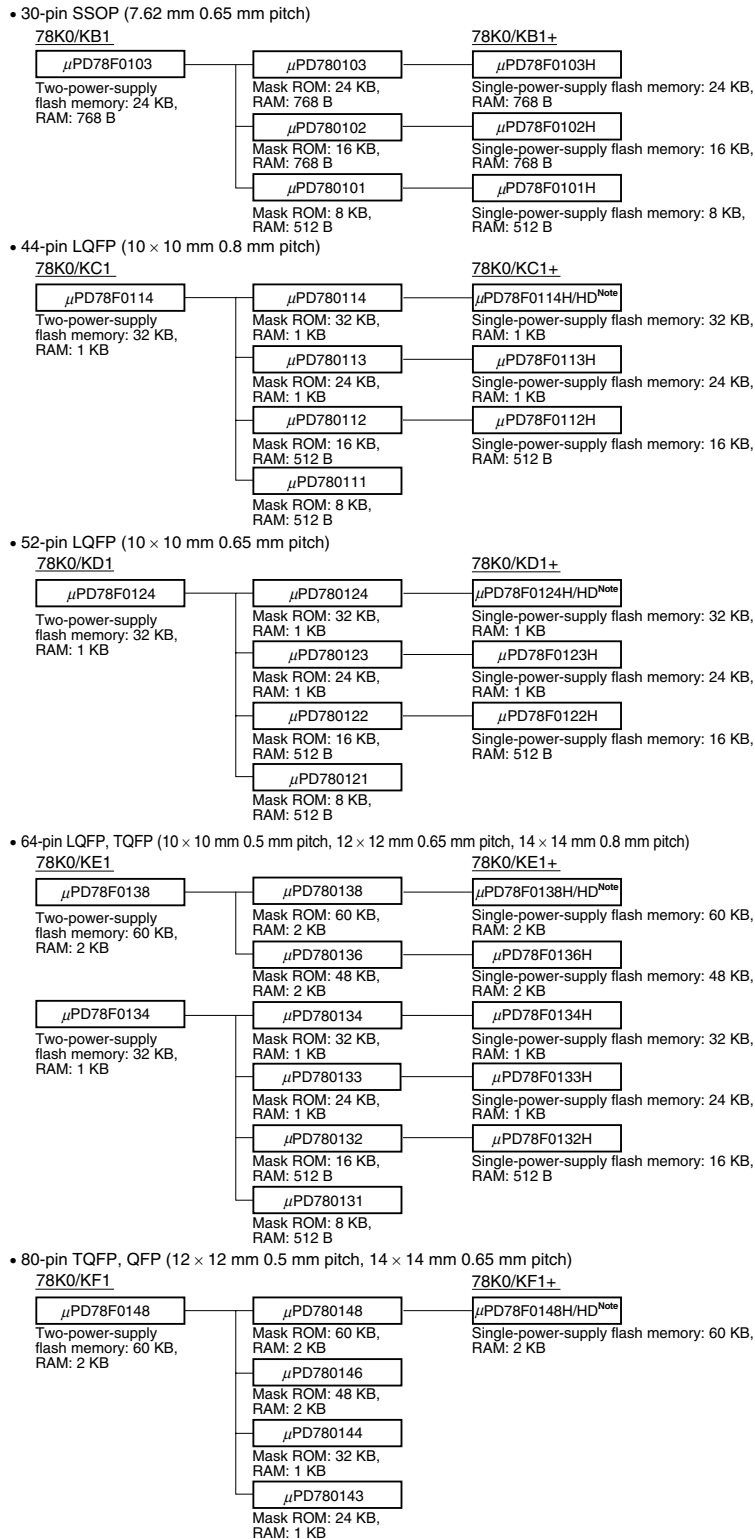 • 30-pin SSOP (7.62 mm 0.65 mm pitch)
78K0/KB1
78K0/KB1+
μPD78F0103
μPD780103
μPD78F0103H
Two-power-supply
flash memory: 24 KB,
RAM: 768 B
Mask ROM: 24 KB,
RAM: 768 B
Single-power-supply flash memory: 24 KB,
RAM: 768 B
μPD780102
μPD78F0102H
Mask ROM: 16 KB,
RAM: 768 B
Single-power-supply flash memory: 16 KB,
RAM: 768 B
μPD780101
μPD78F0101H
Mask ROM: 8 KB,
RAM: 512 B
Single-power-supply flash memory: 8 KB,
RAM: 512 B
• 44-pin LQFP (10 × 10 mm 0.8 mm pitch)
78K0/KC1
78K0/KC1+
μPD78F0114
μPD780114
μPD78F0114H/HDNote
Two-power-supply
flash memory: 32 KB,
RAM: 1 KB
Mask ROM: 32 KB,
RAM: 1 KB
Single-power-supply flash memory: 32 KB,
RAM: 1 KB
μPD780113
μPD78F0113H
Mask ROM: 24 KB,
RAM: 1 KB
Single-power-supply flash memory: 24 KB,
RAM: 1 KB
μPD780112
μPD78F0112H
Mask ROM: 16 KB,
RAM: 512 B
Single-power-supply flash memory: 16 KB,
RAM: 512 B
μPD780111
Mask ROM: 8 KB,
RAM: 512 B
• 52-pin LQFP (10 × 10 mm 0.65 mm pitch)
78K0/KD1
78K0/KD1+
μPD78F0124
μPD780124
μPD78F0124H/HDNote
Two-power-supply
flash memory: 32 KB,
RAM: 1 KB
Mask ROM: 32 KB,
RAM: 1 KB
Single-power-supply flash memory: 32 KB,
RAM: 1 KB
μPD780123
μPD78F0123H
Mask ROM: 24 KB,
RAM: 1 KB
Single-power-supply flash memory: 24 KB,
RAM: 1 KB
μPD780122
μPD78F0122H
Mask ROM: 16 KB,
RAM: 512 B
Single-power-supply flash memory: 16 KB,
RAM: 512 B
μPD780121
Mask ROM: 8 KB,
RAM: 512 B
• 64-pin LQFP, TQFP (10 × 10 mm 0.5 mm pitch, 12 × 12 mm 0.65 mm pitch, 14 × 14 mm 0.8 mm pitch)
78K0/KE1
78K0/KE1+
μPD78F0138
μPD780138
μPD78F0138H/HDNote
Two-power-supply
flash memory: 60 KB,
RAM: 2 KB
Mask ROM: 60 KB,
RAM: 2 KB
Single-power-supply flash memory: 60 KB,
RAM: 2 KB
μPD780136
μPD78F0136H
Mask ROM: 48 KB,
RAM: 2 KB
Single-power-supply flash memory: 48 KB,
RAM: 2 KB
μPD78F0134
μPD780134
μPD78F0134H
Two-power-supply
flash memory: 32 KB,
RAM: 1 KB
Mask ROM: 32 KB,
RAM: 1 KB
Single-power-supply flash memory: 32 KB,
RAM: 1 KB
μPD780133
μPD78F0133H
Mask ROM: 24 KB,
RAM: 1 KB
Single-power-supply flash memory: 24 KB,
RAM: 1 KB
μPD780132
μPD78F0132H
Mask ROM: 16 KB,
RAM: 512 B
Single-power-supply flash memory: 16 KB,
RAM: 512 B
μPD780131
Mask ROM: 8 KB,
RAM: 512 B
• 80-pin TQFP, QFP (12 × 12 mm 0.5 mm pitch, 14 × 14 mm 0.65 mm pitch)
78K0/KF1
78K0/KF1+
μPD78F0148
μPD780148
μPD78F0148H/HDNote
Two-power-supply
flash memory: 60 KB,
RAM: 2 KB
Mask ROM: 60 KB,
RAM: 2 KB
Single-power-supply flash memory: 60 KB,
RAM: 2 KB
μPD780146
Mask ROM: 48 KB,
RAM: 2 KB
μPD780144
Mask ROM: 32 KB,
RAM: 1 KB
μPD780143
Mask ROM: 24 KB,
RAM: 1 KB